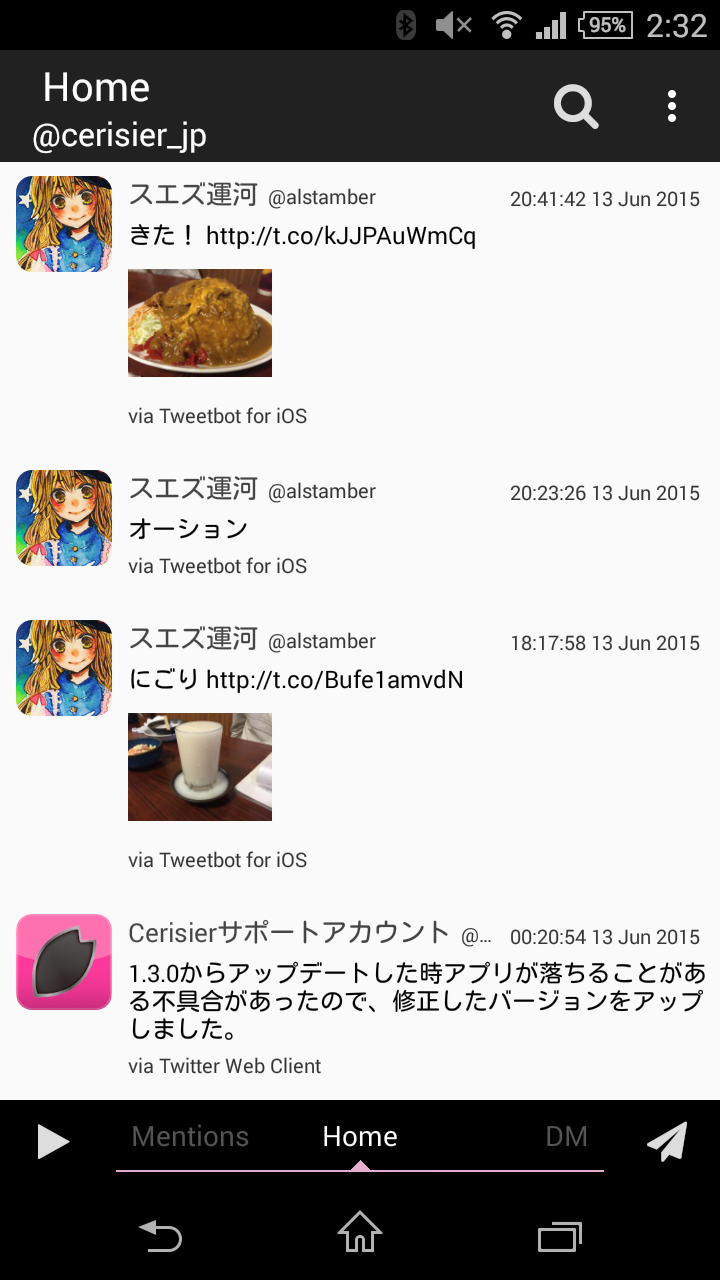 95% 2:32
Home
@cerisier_jp
スエズ運河 @alstamber 20:41:42 13 Jun 2015
きた！ http://t.co/kJJPAuWmCq
via Tweetbot for iOS
スエズ運河 @alstamber 20:23:26 13 Jun 2015
オーション
via Tweetbot for iOS
スエズ運河 @alstamber 18:17:58 13 Jun 2015
にごり http://t.co/Bufe1amvdN
via Tweetbot for iOS
Cerisierサポートアカウント @... 00:20:54 13 Jun 2015
1.3.0からアップデートした時アプリが落ちることがあ
る不具合があったので、修正したバージョンをアップ
しました。
via Twitter Web Client
Mentions Home DM